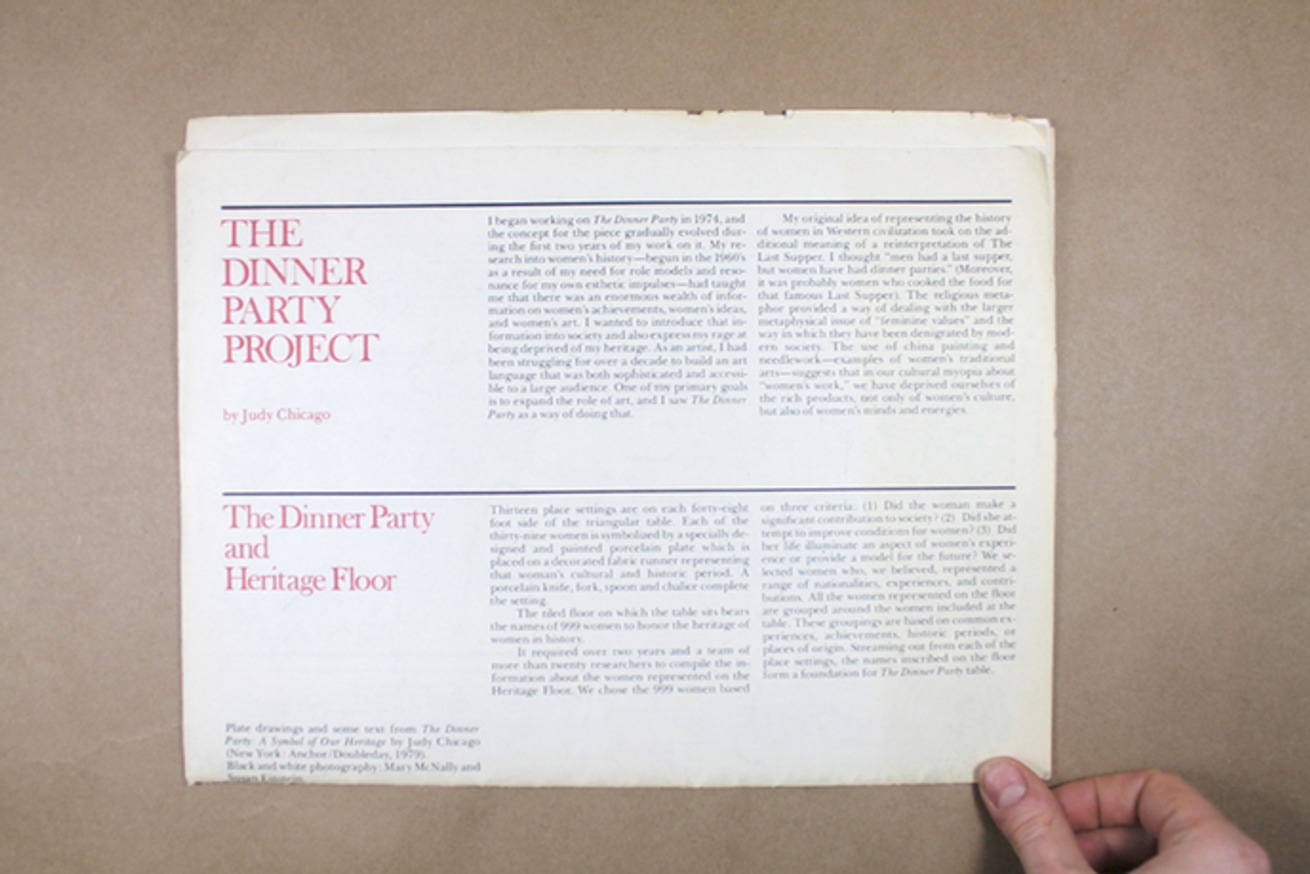 THE
DINNER
PARTY
PROJECT
by Judy Chicago
I began working on The Dinner Party in 1974, and
the concept for the piece gradually evolved dur-
ing the first two years of my work on it. My re-
search into women's history—begun in the 1960's
as a result of my need for role models and reso-
nance for my own esthetic impulses—had taught
me that there was an enormous wealth of infor-
mation on women's achievements, women's ideas,
and women's art. I wanted to introduce that in-
formation into society and also express my rage at
being deprived of my heritage. As an artist, I had
been struggling for over a decade to build an art
language that was both sophisticated and accessi-
ble to a large audience. One of my primary goals
is to expand the role of art, and I saw The Dinner
Party as a way of doing that.
My original idea of representing the history
of women in Western civilization took on the ad-
ditional meaning of a reinterpretation of The
Last Supper. I thought "men had a last supper,
but women have had dinner parties." (Moreover,
it was probably women who cooked the food for
that famous Last Supper). The religious meta-
phor provided a way of dealing with the larger
metaphysical issue of "feminine values" and the
way in which they have been denigrated by mod-
ern society. The use of china painting and
needlework—examples of women's traditional
arts—suggests that in our cultural myopia about
"women's work," we have deprived ourselves of
the rich products, not only of women's culture,
but also of women's minds and energies.
The Dinner Party
and
Heritage Floor
Thirteen place settings are on each forty-eight
foot side of the triangular table. Each of the
thirty-nine women is symbolized by a specially de-
signed and painted porcelain plate which is
placed on a decorated fabric runner representing
that woman's cultural and historic period. A
porcelain knife, fork, spoon and chalice complete
the setting.
The tiled floor on which the table sits bears
the names of 999 women to honor the heritage of
women in history.
It required over two years and a team of
more than twenty researchers to compile the in-
formation about the women represented on the
Heritage Floor. We chose the 999 women based
on three criteria: (1) Did the woman make a
significant contribution to society? (2) Did she at-
tempt to improve conditions for women? (3) Did
her life illuminate an aspect of women's experi-
ence or provide a model for the future? We se-
lected women who, we believed, represented a
range of nationalities, experiences, and contri-
butions. All the women represented on the floor
are grouped around the women included at the
table. These groupings are based on common ex-
periences, achievements, historic periods, or
places of origin. Streaming out from each of the
place settings, the names inscribed on the floor
form a foundation for The Dinner Party table.
Plate drawings and some text from The Dinner
Party: A Symbol of Our Heritage by Judy Chicago
(New York: Anchor/Doubleday, 1979).
Black and white photography: Mary McNally and
Susan